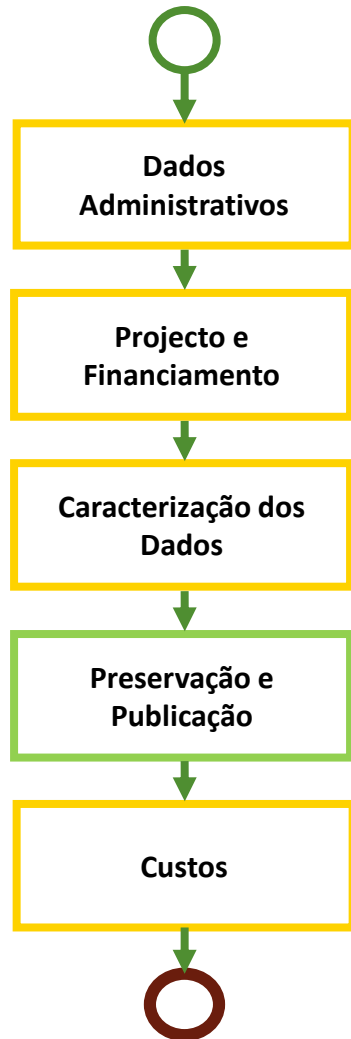 Dados
Administrativos
Projecto e
Financiamento
Caracterização dos
Dados
Preservação e
Publicação
Custos